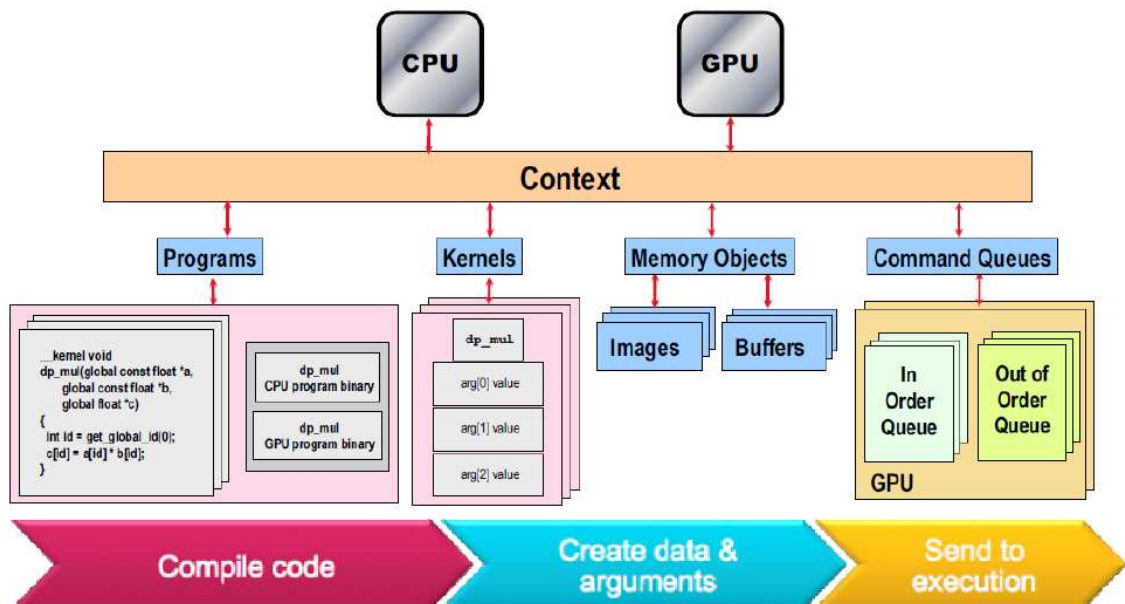 CPU
GPU
Context
Programs
Kernels
Memory Objects
Command Queues
__kernel void
dp_mul(global const float *a,
global const float *b,
global float *c)
{
int id = get_global_id(0);
c[id] = a[id] * b[id];
}
dp_mul
CPU program binary
dp_mul
GPU program binary
dp_mul
arg[0] value
arg[1] value
arg[2] value
Images
Buffers
In
Order
Queue
Out of
Order
Queue
GPU
Compile code
Create data &
arguments
Send to
execution